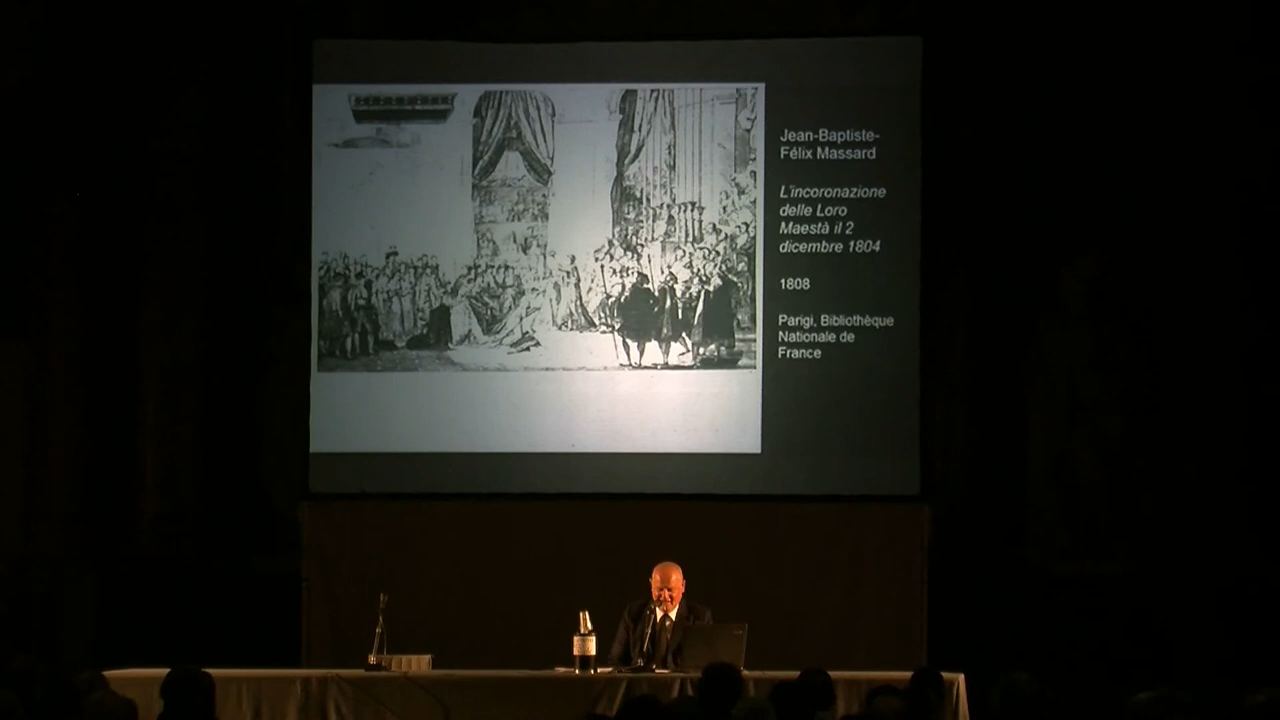 Jean-Baptiste-
Félix Massard
L'incoronazione
delle Loro
Maestà il 2
dicembre 1804
1808
Parigi, Bibliothèque
Nationale de
France